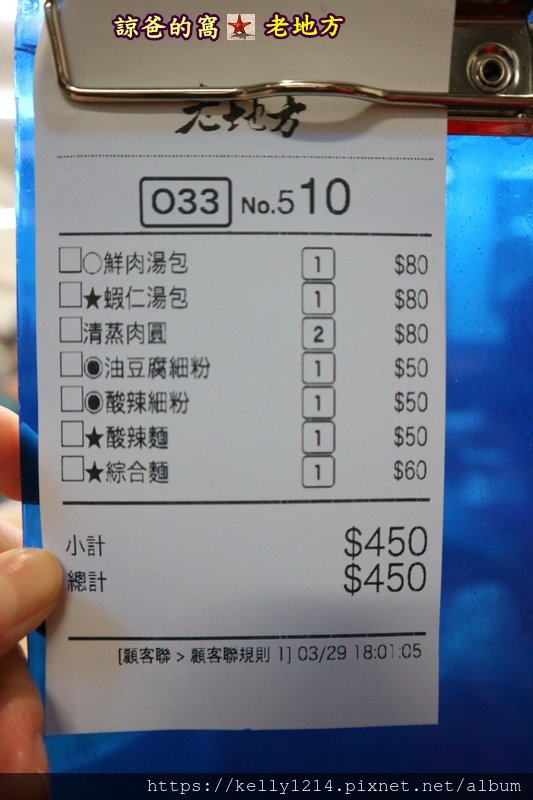 諒爸的窩 老地方
老地方
033 No.510
□○鮮肉湯包 1 $80
□★蝦仁湯包 1 $80
□清蒸肉圓 2 $80
□◉油豆腐細粉 1 $50
□◉酸辣細粉 1 $50
□★酸辣麵 1 $50
□★綜合麵 1 $60
小計 $450
總計 $450
[顧客聯 > 顧客聯規則 1] 03/29 18:01:05
https://kelly1214.pixnet.net/album